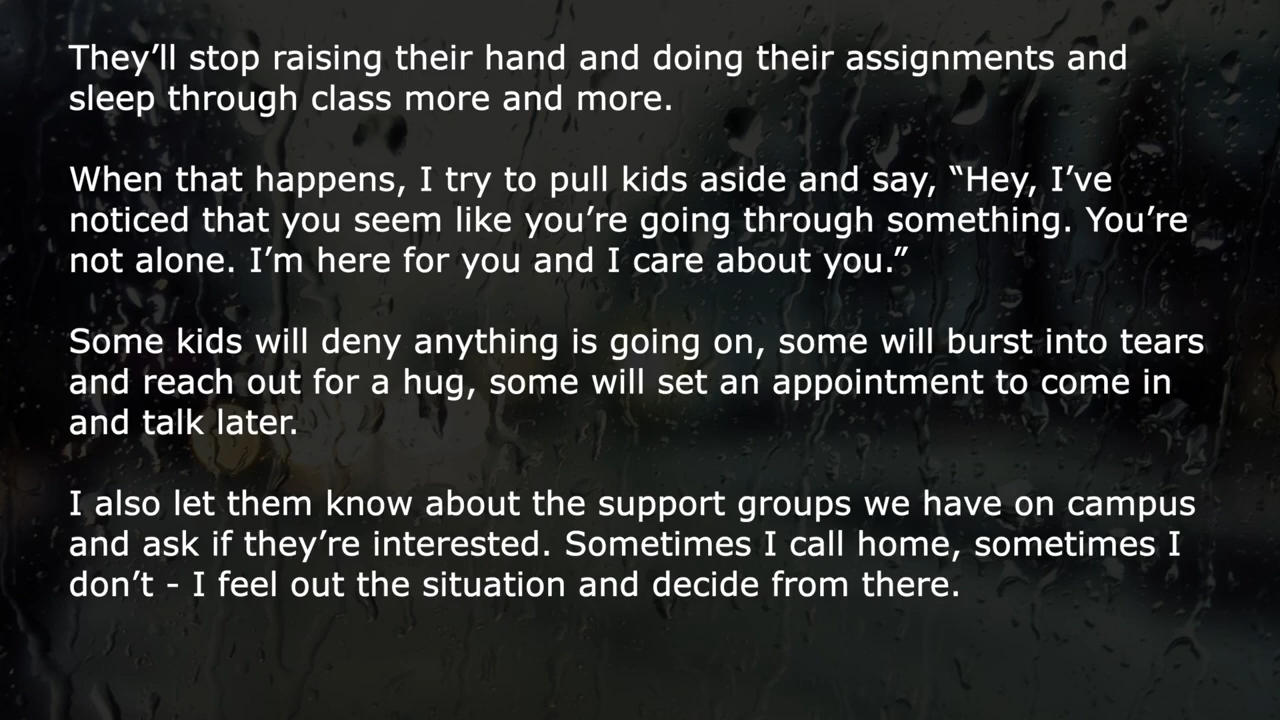 They’ll stop raising their hand and doing their assignments and
sleep through class more and more.
When that happens, I try to pull kids aside and say, “Hey, I’ve
noticed that you seem like you’re going through something. You’re
not alone. I’m here for you and I care about you.”
Some kids will deny anything is going on, some will burst into tears
and reach out for a hug, some will set an appointment to come in
and talk later.
I also let them know about the support groups we have on campus
and ask if they’re interested. Sometimes I call home, sometimes I
don’t - I feel out the situation and decide from there.